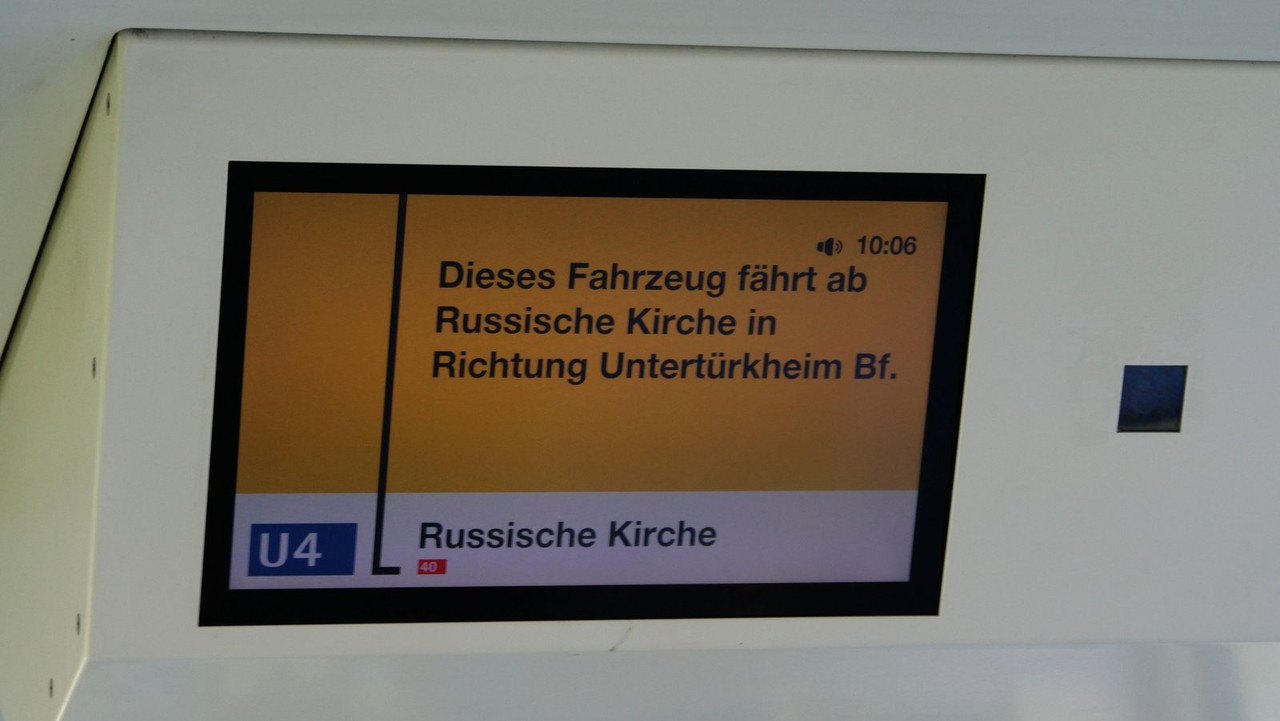 10:06
Dieses Fahrzeug fährt ab
Russische Kirche in
Richtung Untertürkheim Bf.
U4
Russische Kirche
40